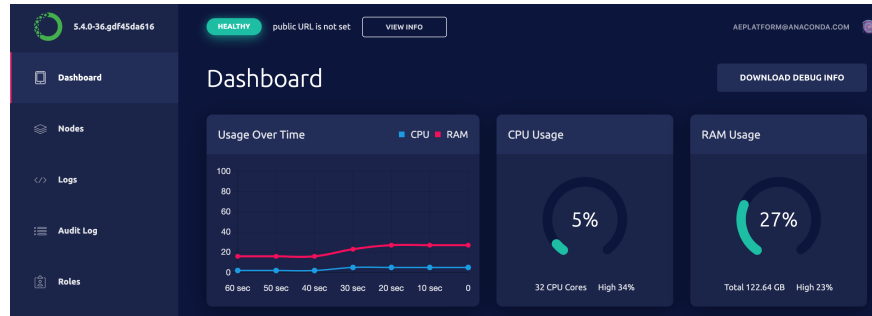 5.4.0-36.gdf45da616
HEALTHY public URL is not set VIEW INFO
AEPLATFORM@ANACONDA.COM
Dashboard
Nodes
Logs
Audit Log
Roles
Dashboard
DOWNLOAD DEBUG INFO
Usage Over Time
CPU RAM
100
80
60
40
20
0
60 sec 50 sec 40 sec 30 sec 20 sec 10 sec 0
CPU Usage
5%
32 CPU Cores High 34%
RAM Usage
27%
Total 122.64 GB High 23%